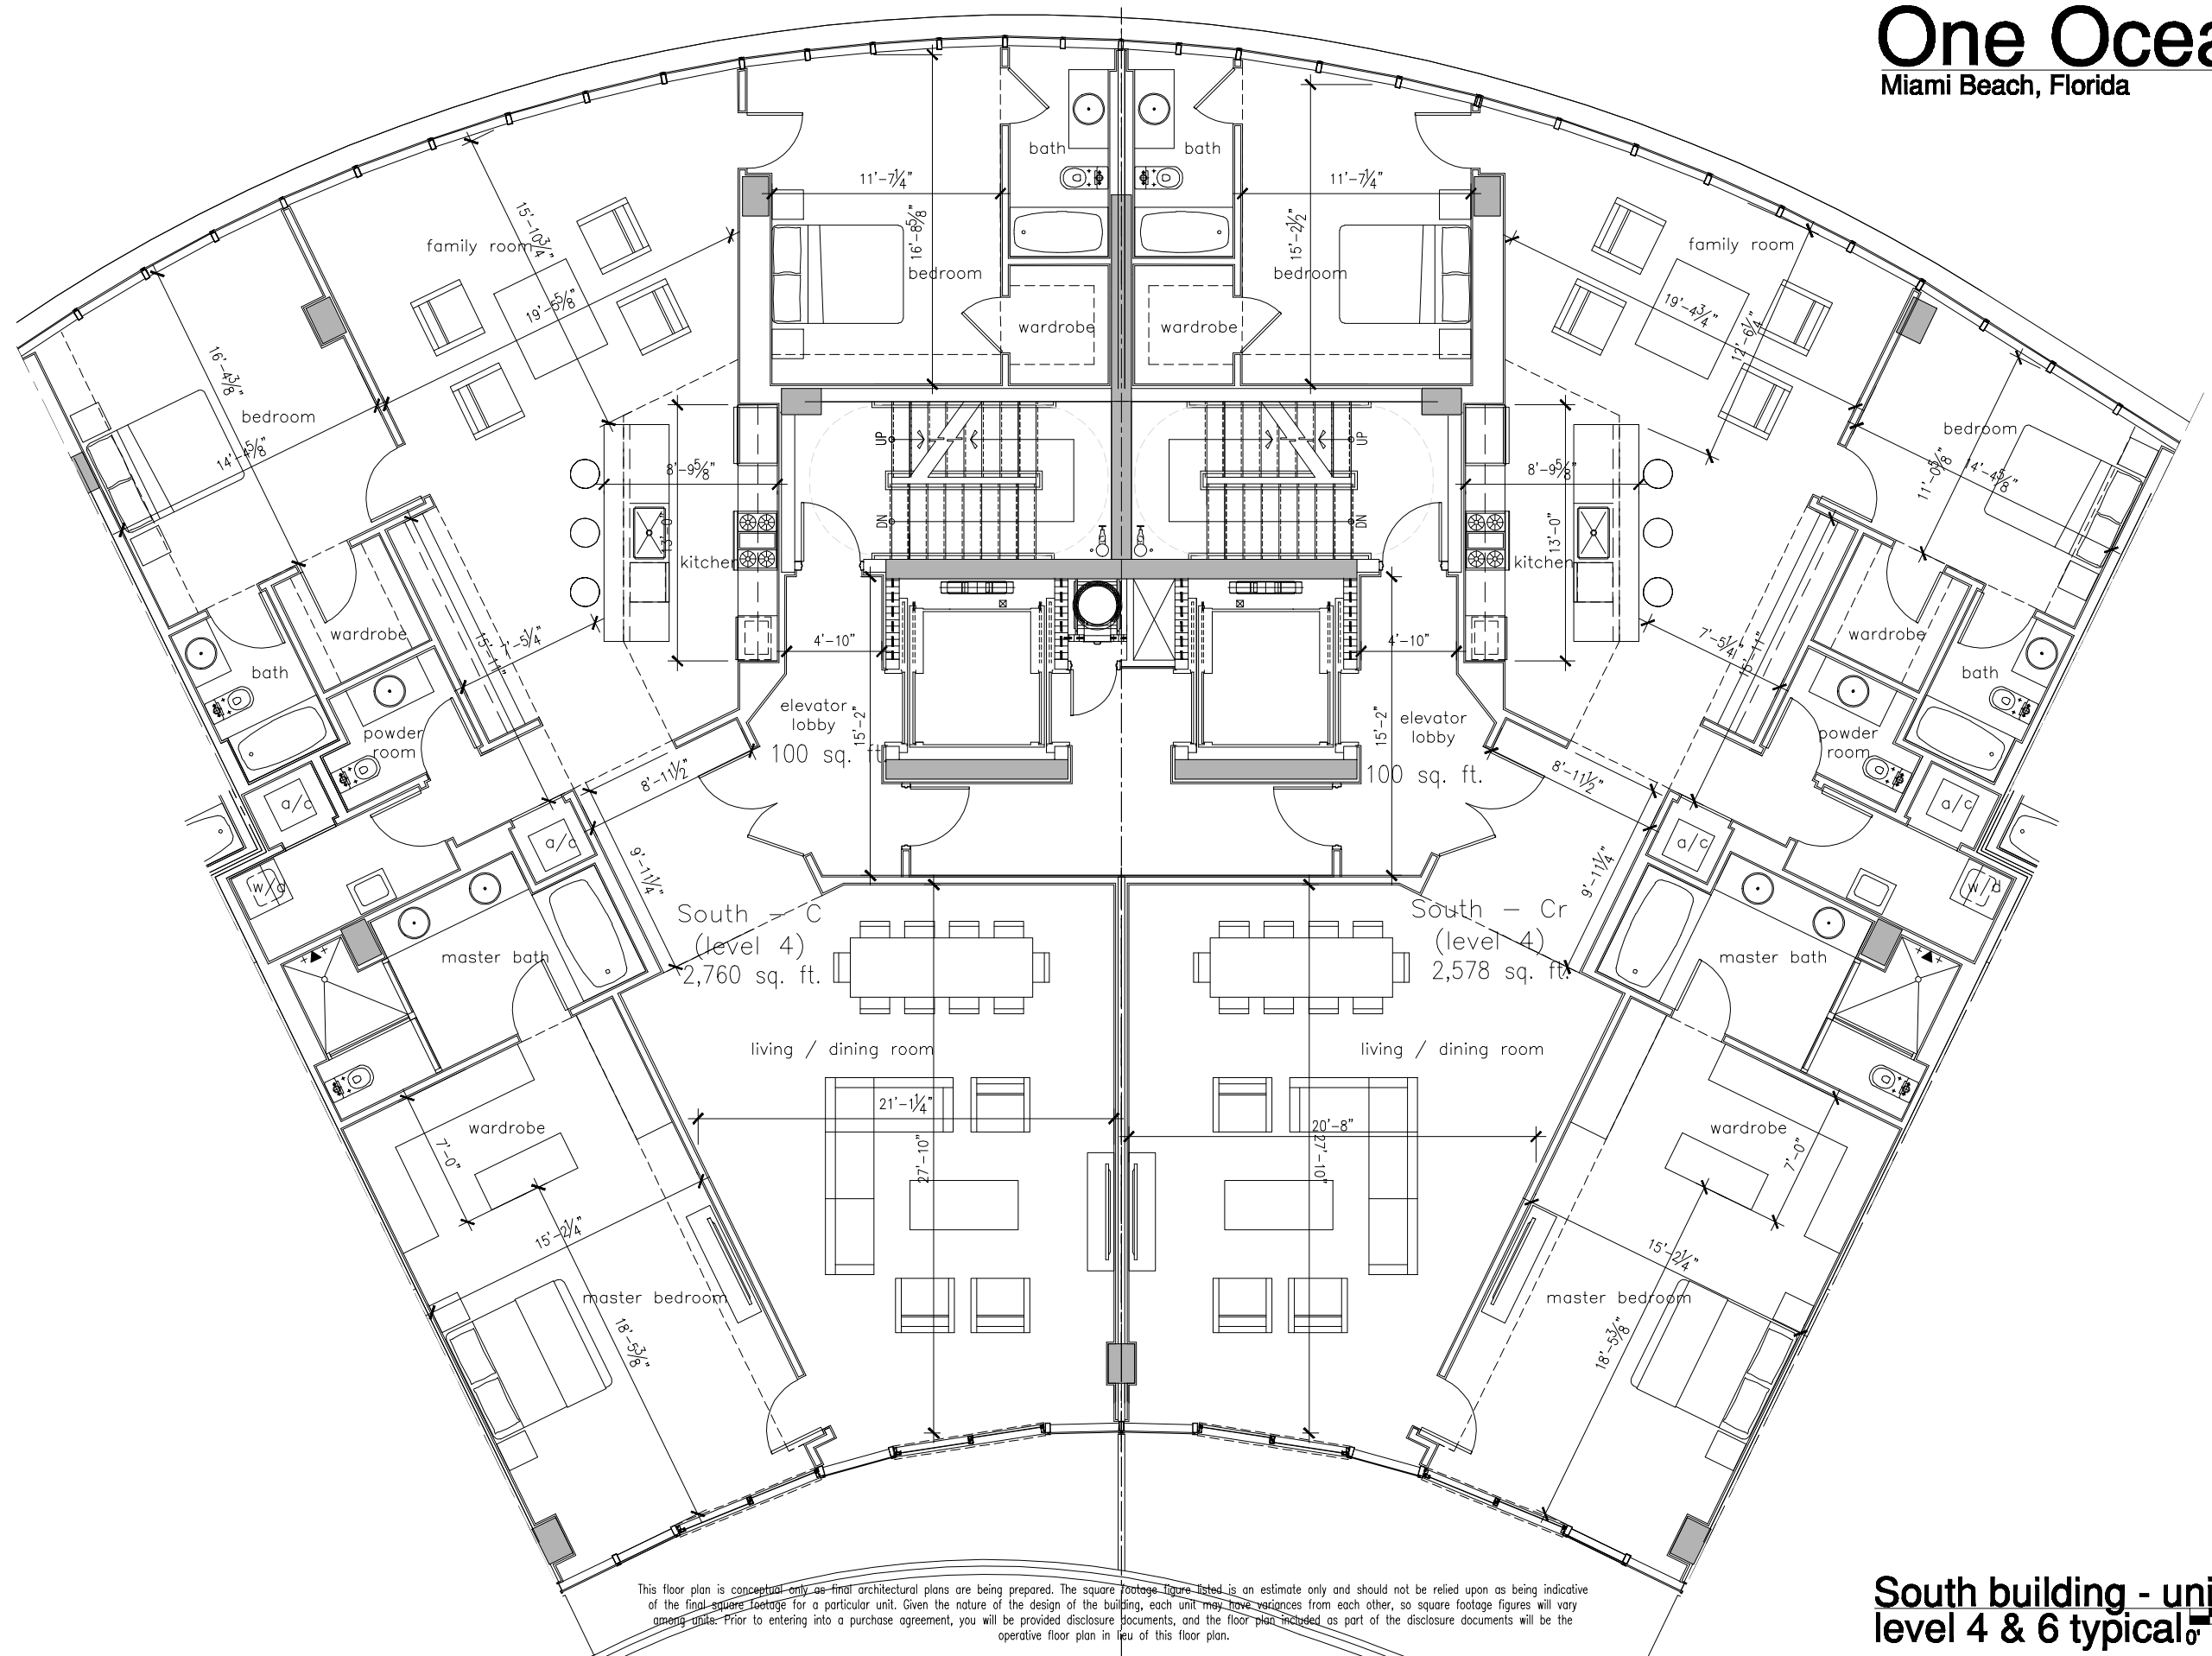 One Ocea
Miami Beach, Florida
bath
bath
11'-7¼"
11'-7¼"
15'-10¾"
16'-8⅝"
15'-2½"
family room
family room
bedroom
bedroom
19'-5⅝"
19'-4¾"
12'-6¼"
wardrobe
wardrobe
16'-4⅜"
bedroom
bedroom
14'-4⅝"
14'-4⅝"
11'-0⅝"
UP
UP
8'-9⅝"
8'-9⅝"
DN
DN
13'-0"
13'-0"
kitchen
kitchen
wardrobe
wardrobe
15'-1"
7'-5¼"
4'-10"
4'-10"
bath
bath
elevator
lobby
100 sq. ft.
elevator
lobby
100 sq. ft.
15'-2"
15'-2"
powder
room
powder
room
8'-11½"
8'-11½"
a/c
a/c
a/c
a/c
9'-11¼"
9'-11¼"
w/d
w/d
South - C
(level 4)
2,760 sq. ft.
South - Cr
(level 4)
2,578 sq. ft.
master bath
master bath
living / dining room
living / dining room
21'-1¼"
20'-8"
27'-10"
27'-10"
wardrobe
wardrobe
7'-0"
7'-0"
15'-2¼"
15'-2¼"
master bedroom
master bedroom
18'-5⅜"
18'-5⅜"
This floor plan is conceptual only as final architectural plans are being prepared. The square footage figure listed is an estimate only and should not be relied upon as being indicative
of the final square footage for a particular unit. Given the nature of the design of the building, each unit may have variances from each other, so square footage figures will vary
among units. Prior to entering into a purchase agreement, you will be provided disclosure documents, and the floor plan included as part of the disclosure documents will be the
operative floor plan in lieu of this floor plan.
South building - uni
level 4 & 6 typical
0'